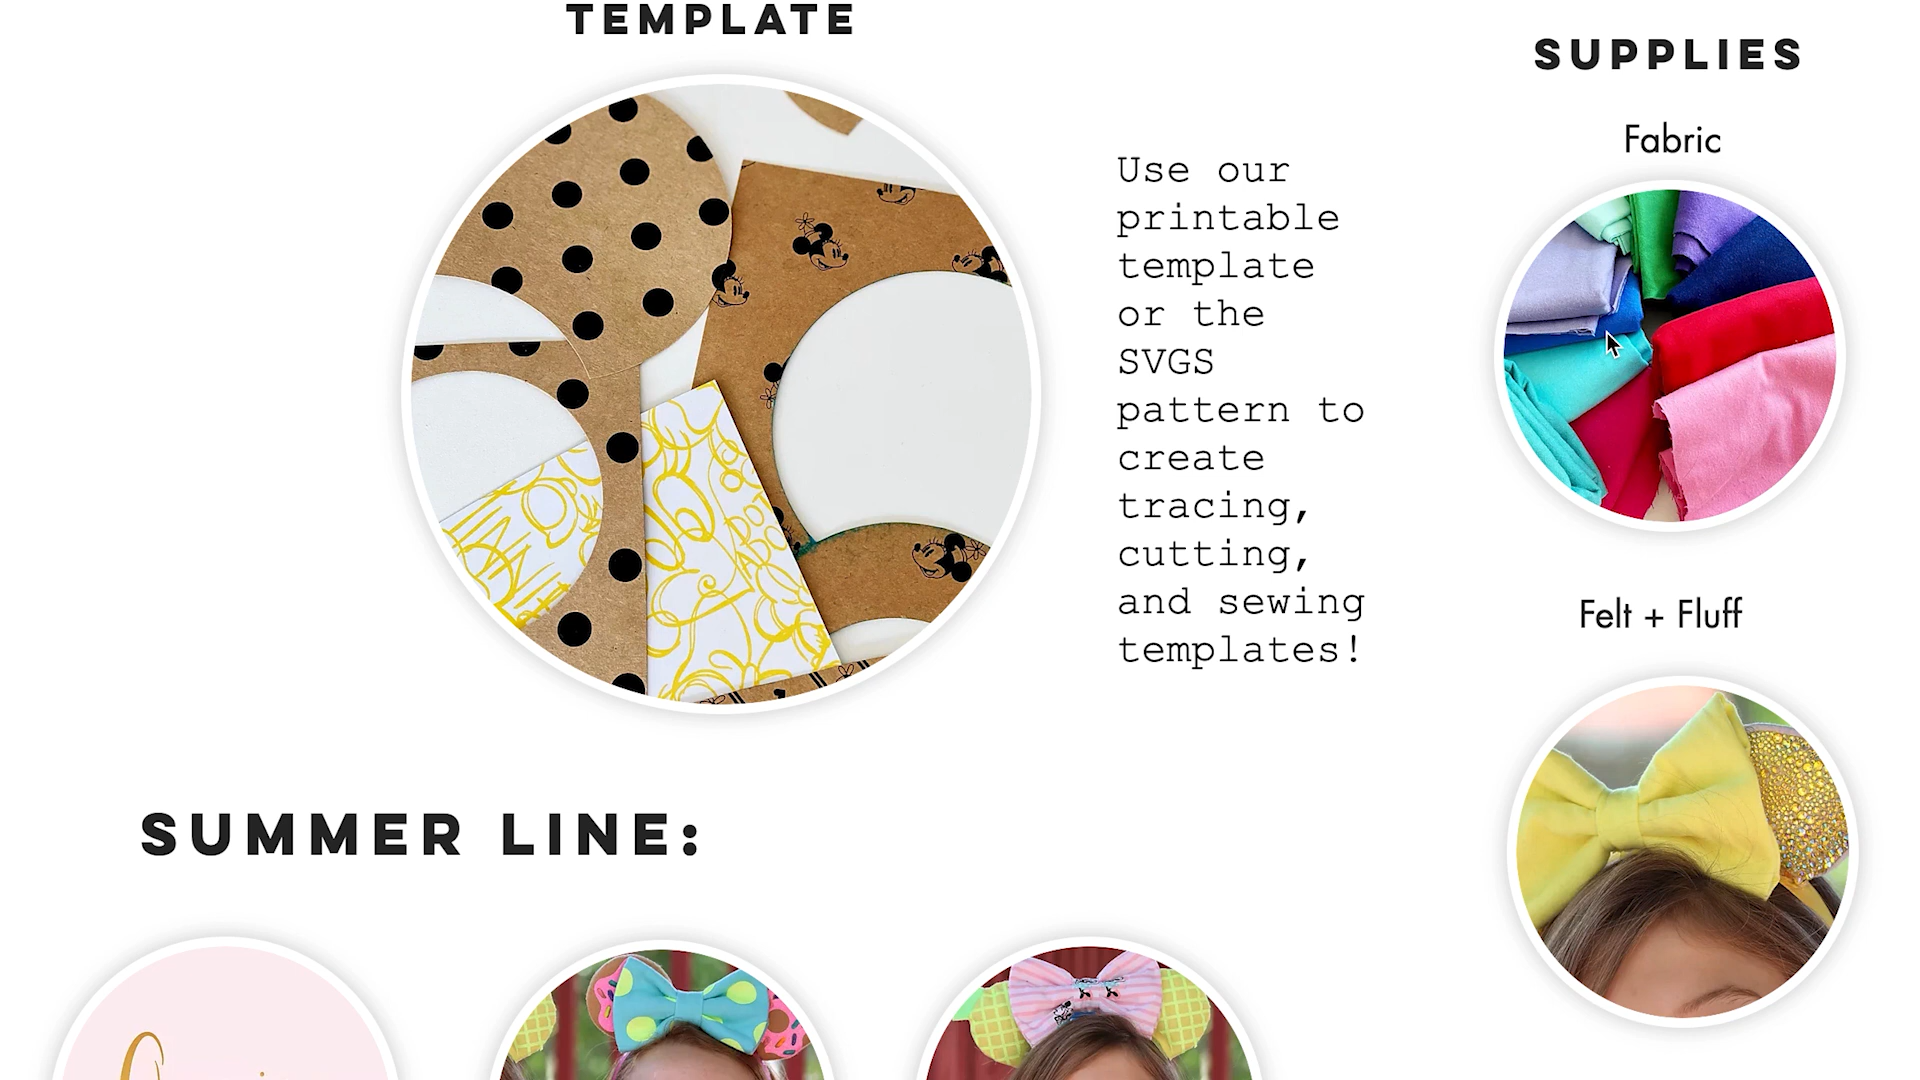 TEMPLATE
SUPPLIES
Fabric
Use our
printable
template
or the
SVGS
pattern to
create
tracing,
cutting,
and sewing
templates!
Felt + Fluff
SUMMER LINE: